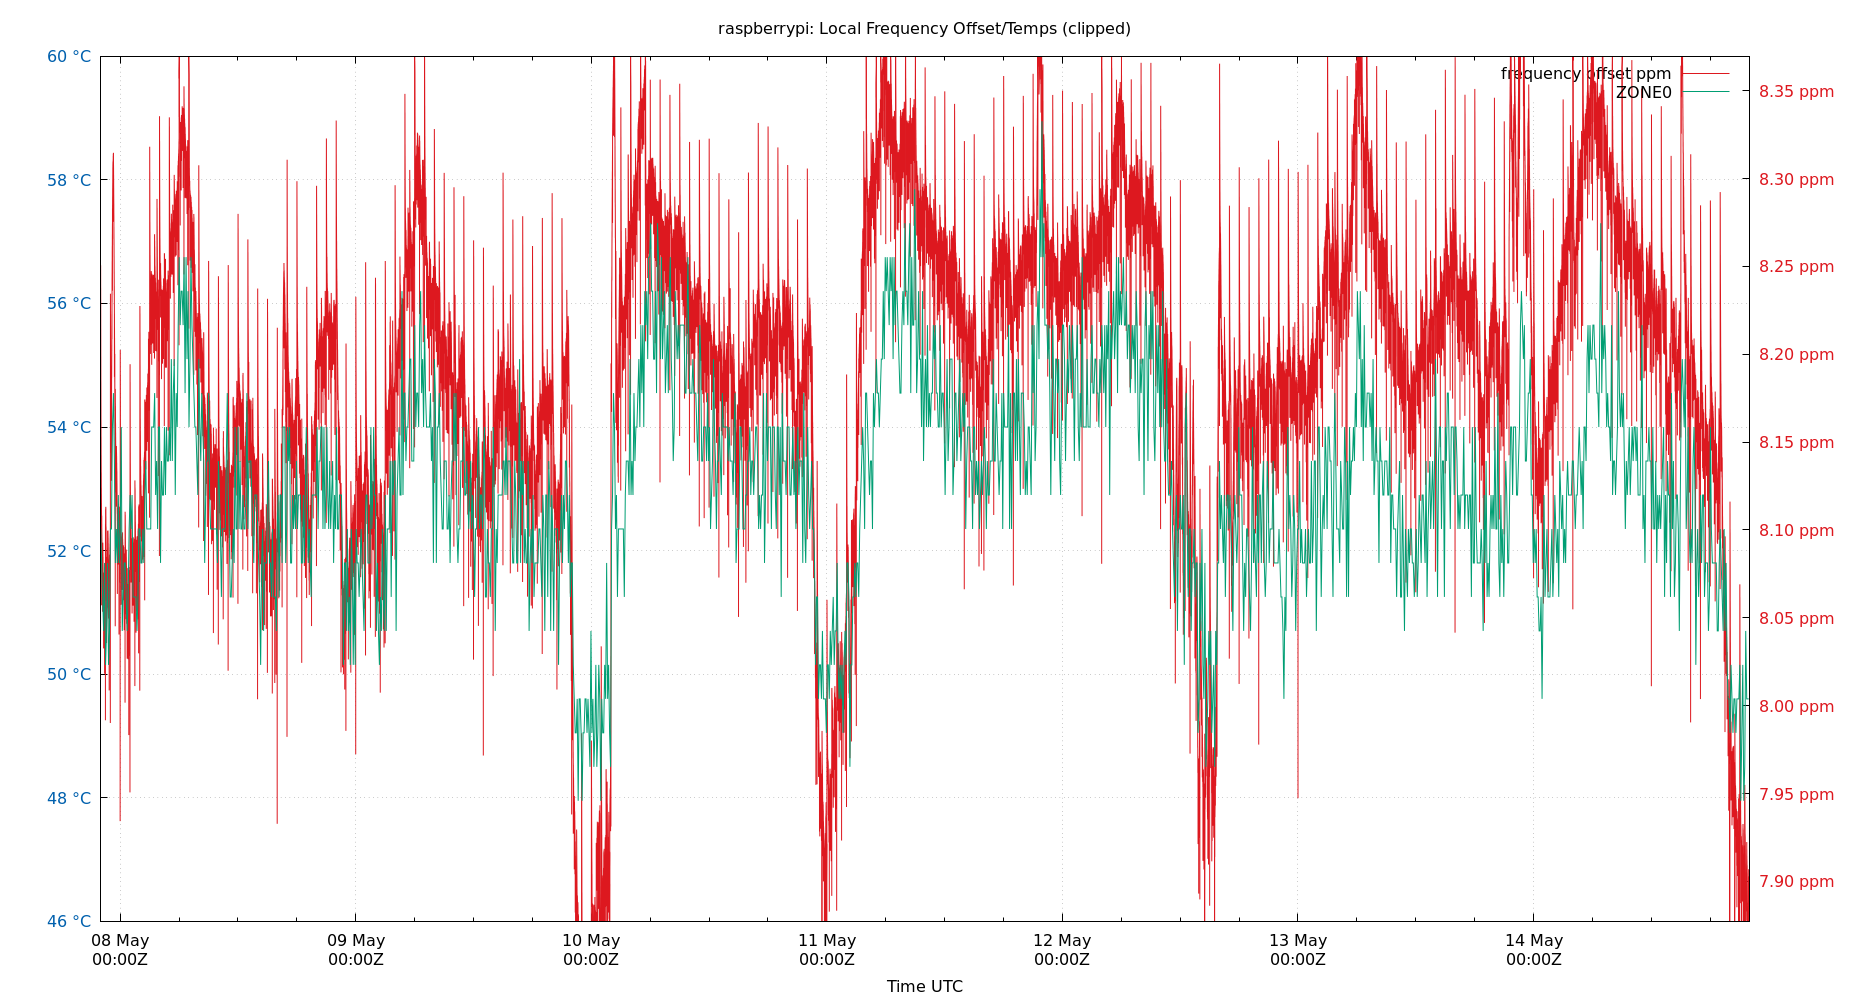 raspberrypi: Local Frequency Offset/Temps (clipped)
60 °C
58 °C
56 °C
54 °C
52 °C
50 °C
48 °C
46 °C
frequency offset ppm
ZONE0
8.35 ppm
8.30 ppm
8.25 ppm
8.20 ppm
8.15 ppm
8.10 ppm
8.05 ppm
8.00 ppm
7.95 ppm
7.90 ppm
08 May 09 May 10 May 11 May 12 May 13 May 14 May
00:00Z 00:00Z 00:00Z 00:00Z 00:00Z 00:00Z 00:00Z
Time UTC